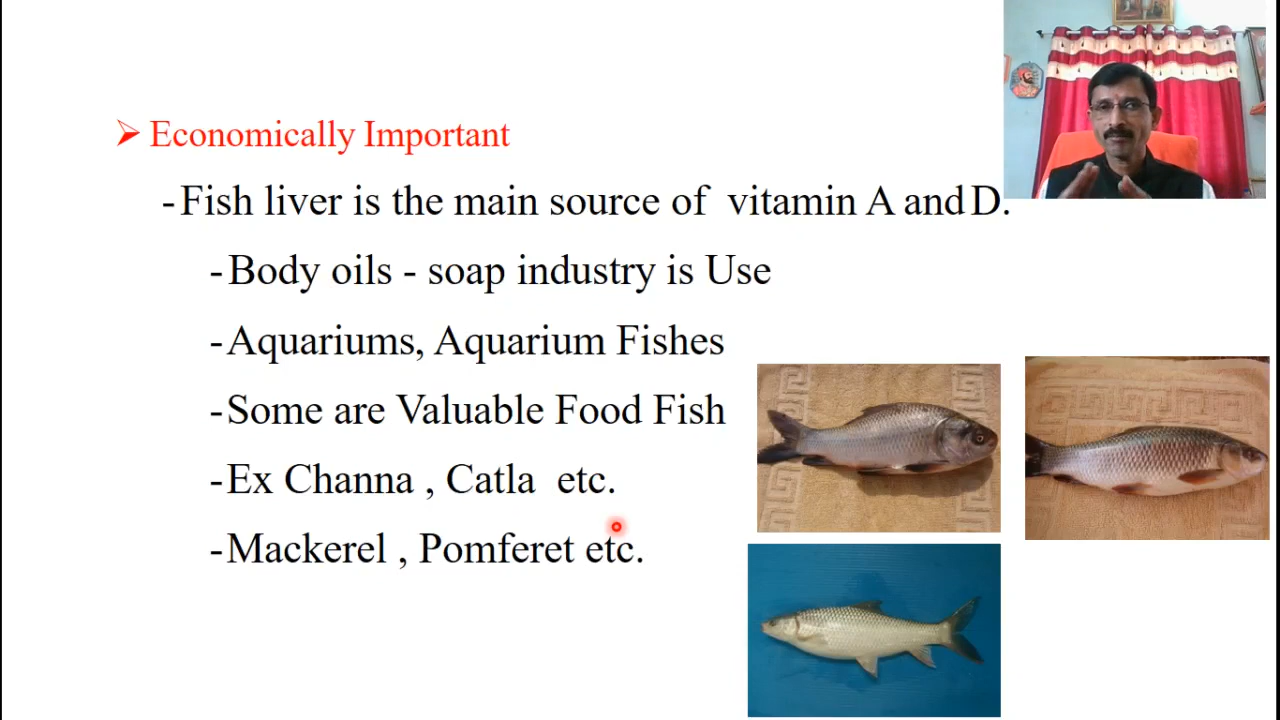 Economically Important
-Fish liver is the main source of vitamin A and D.
-Body oils - soap industry is Use
-Aquariums, Aquarium Fishes
-Some are Valuable Food Fish
-Ex Channa , Catla etc.
-Mackerel , Pomferet etc.